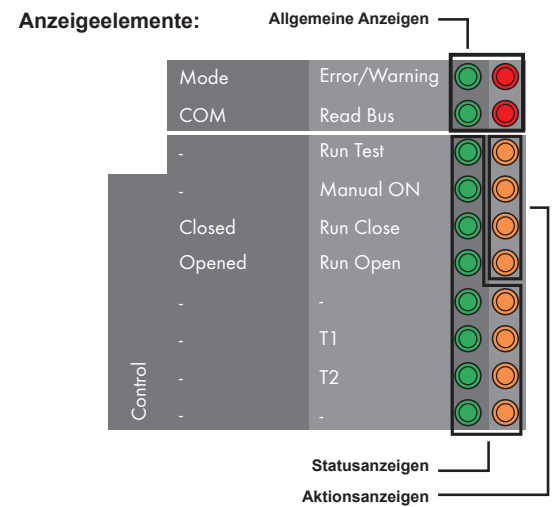 Anzeigeelemente:
Allgemeine Anzeigen
Mode Error/Warning
COM Read Bus
- Run Test
- Manual ON
Closed Run Close
Opened Run Open
- -
- T1
- T2
- -
Control
Statusanzeigen
Aktionsanzeigen